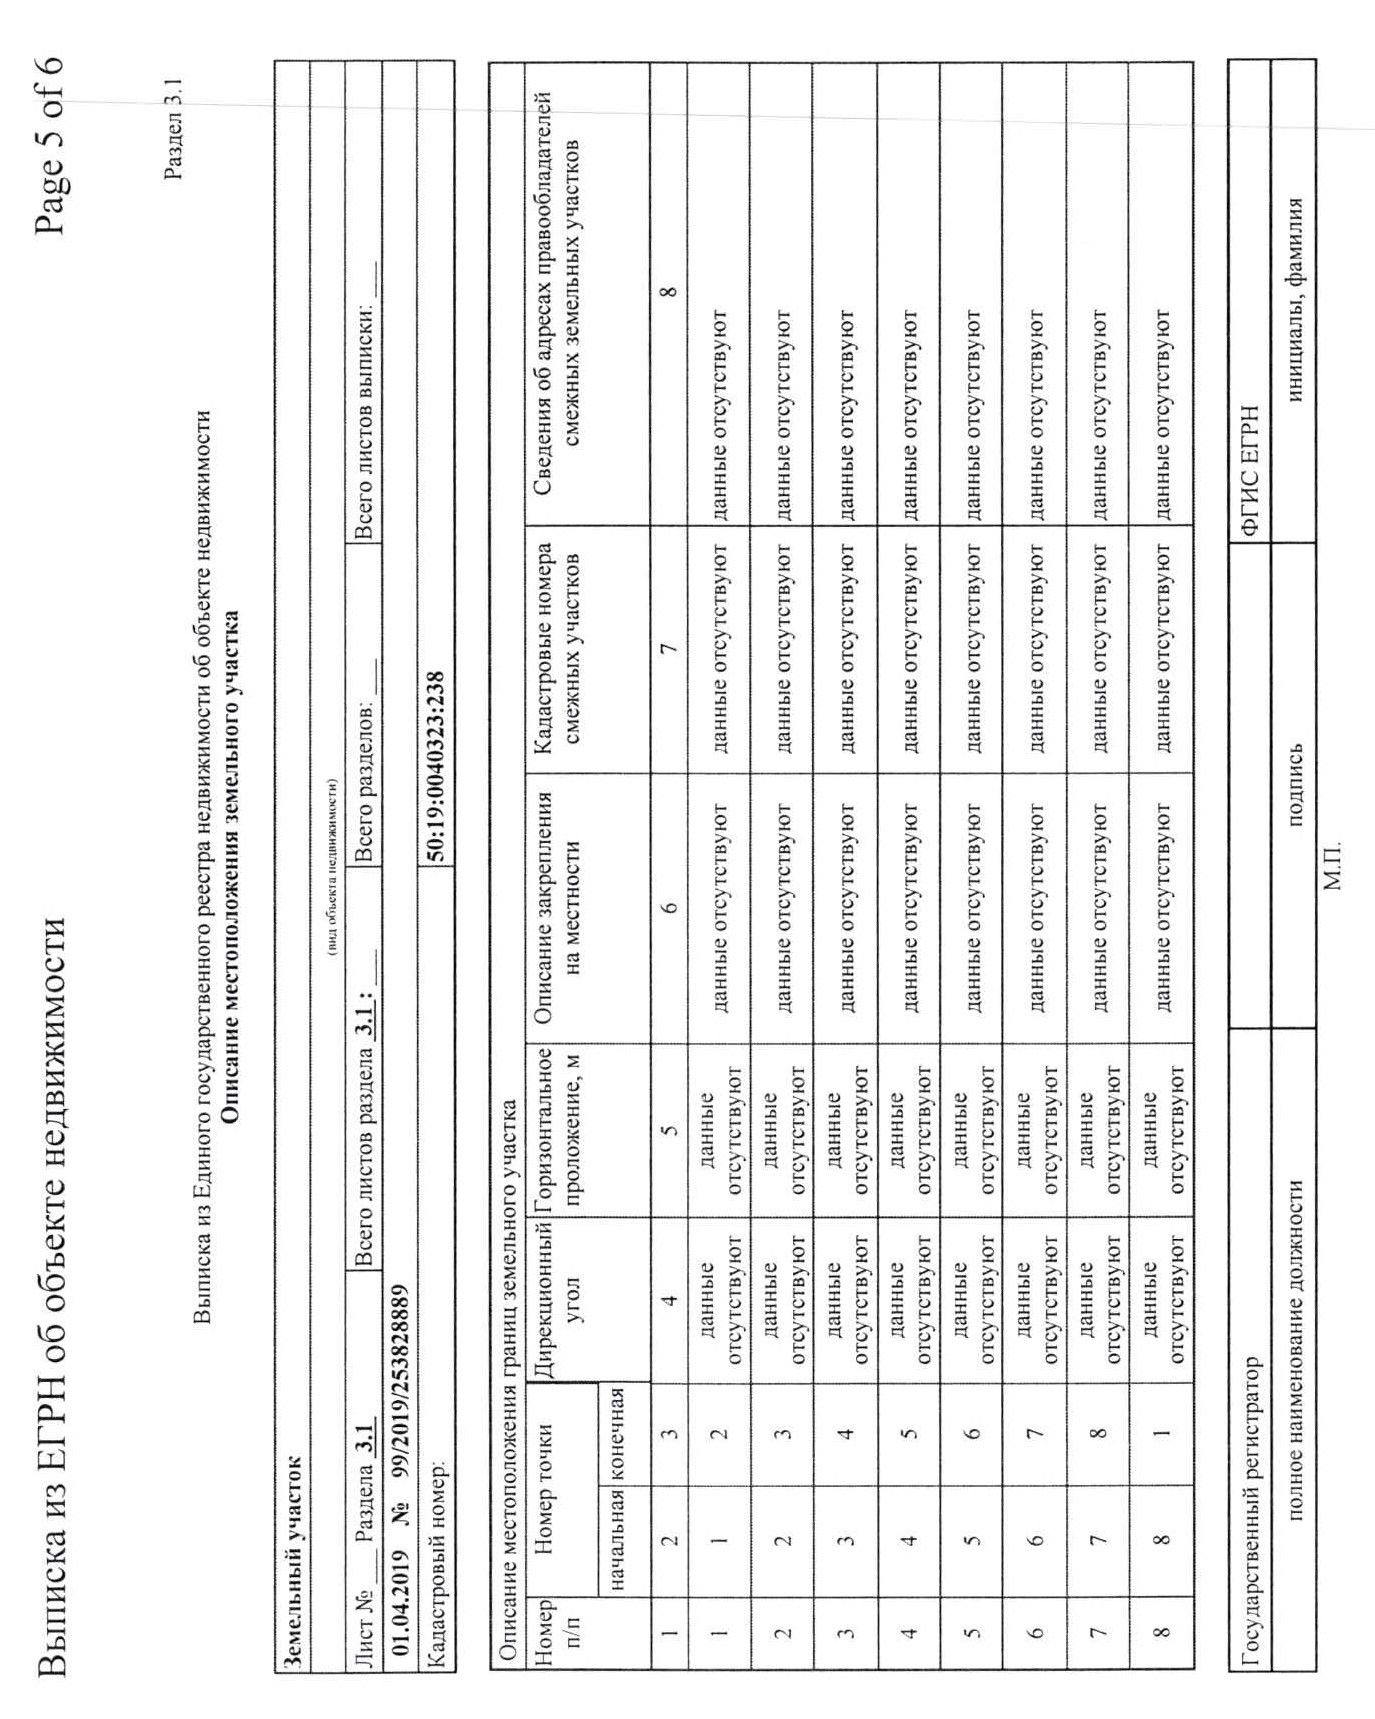 Выписка из ЕГРН об объекте недвижимости Page 5 of 6
Раздел 3.1
Выписка из Единого государственного реестра недвижимости об объекте недвижимости
Описание местоположения земельного участка
Земельный участок
(вид объекта недвижимости)
Лист № ___ Раздела 3.1 Всего листов раздела 3.1 : ___ Всего разделов: ___ Всего листов выписки: ___
01.04.2019 № 99/2019/253828889
Кадастровый номер: 50:19:0040323:238
Описание местоположения границ земельного участка
Номер п/п Номер точки Дирекционный угол Горизонтальное проложение, м Описание закрепления на местности Кадастровые номера смежных участков Сведения об адресах правообладателей смежных земельных участков
начальная конечная
1 2 3 4 5 6 7 8
1 1 2 данные отсутствуют данные отсутствуют данные отсутствуют данные отсутствуют данные отсутствуют
2 2 3 данные отсутствуют данные отсутствуют данные отсутствуют данные отсутствуют данные отсутствуют
3 3 4 данные отсутствуют данные отсутствуют данные отсутствуют данные отсутствуют данные отсутствуют
4 4 5 данные отсутствуют данные отсутствуют данные отсутствуют данные отсутствуют данные отсутствуют
5 5 6 данные отсутствуют данные отсутствуют данные отсутствуют данные отсутствуют данные отсутствуют
6 6 7 данные отсутствуют данные отсутствуют данные отсутствуют данные отсутствуют данные отсутствуют
7 7 8 данные отсутствуют данные отсутствуют данные отсутствуют данные отсутствуют данные отсутствуют
8 8 1 данные отсутствуют данные отсутствуют данные отсутствуют данные отсутствуют данные отсутствуют
Государственный регистратор ФГИС ЕГРН
полное наименование должности подпись инициалы, фамилия
М.П.